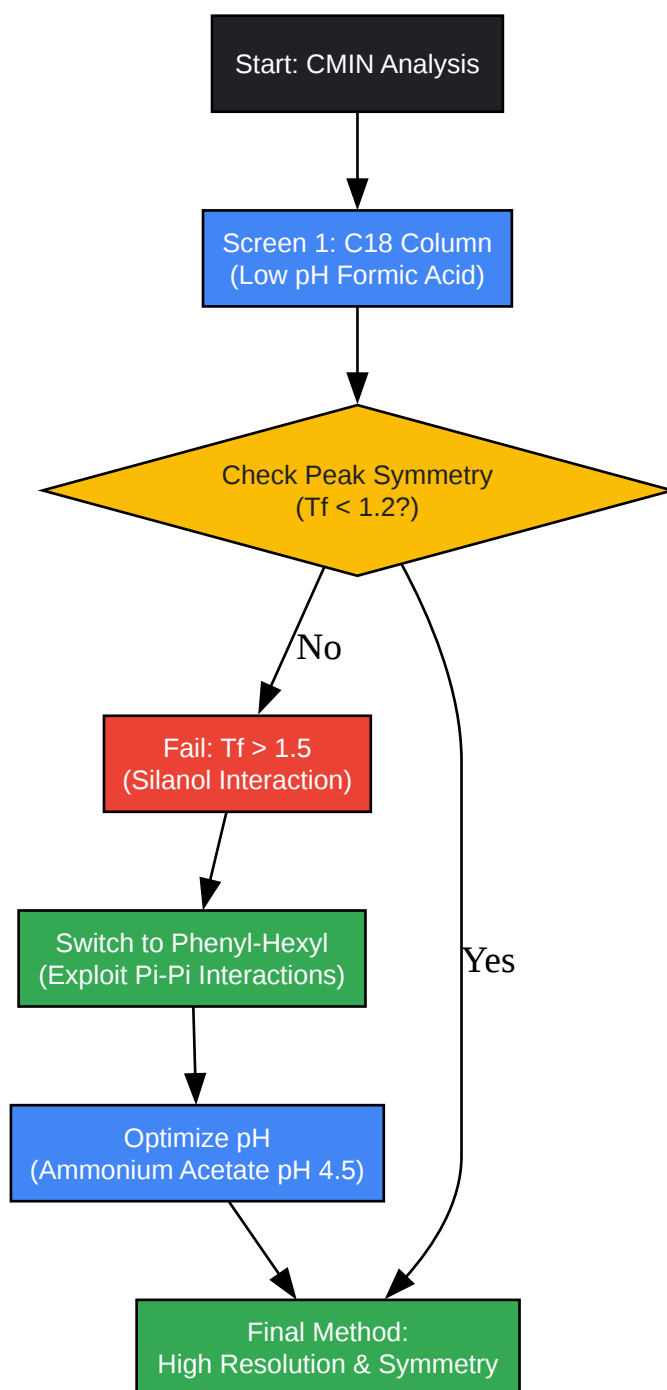 Start: CMIN Analysis
Screen 1: C18 Column
(Low pH Formic Acid)
Check Peak Symmetry
(Tf < 1.2?)
No
Fail: Tf > 1.5
(Silanol Interaction)
Switch to Phenyl-Hexyl
(Exploit Pi-Pi Interactions)
Yes
Optimize pH
(Ammonium Acetate pH 4.5)
Final Method:
High Resolution & Symmetry